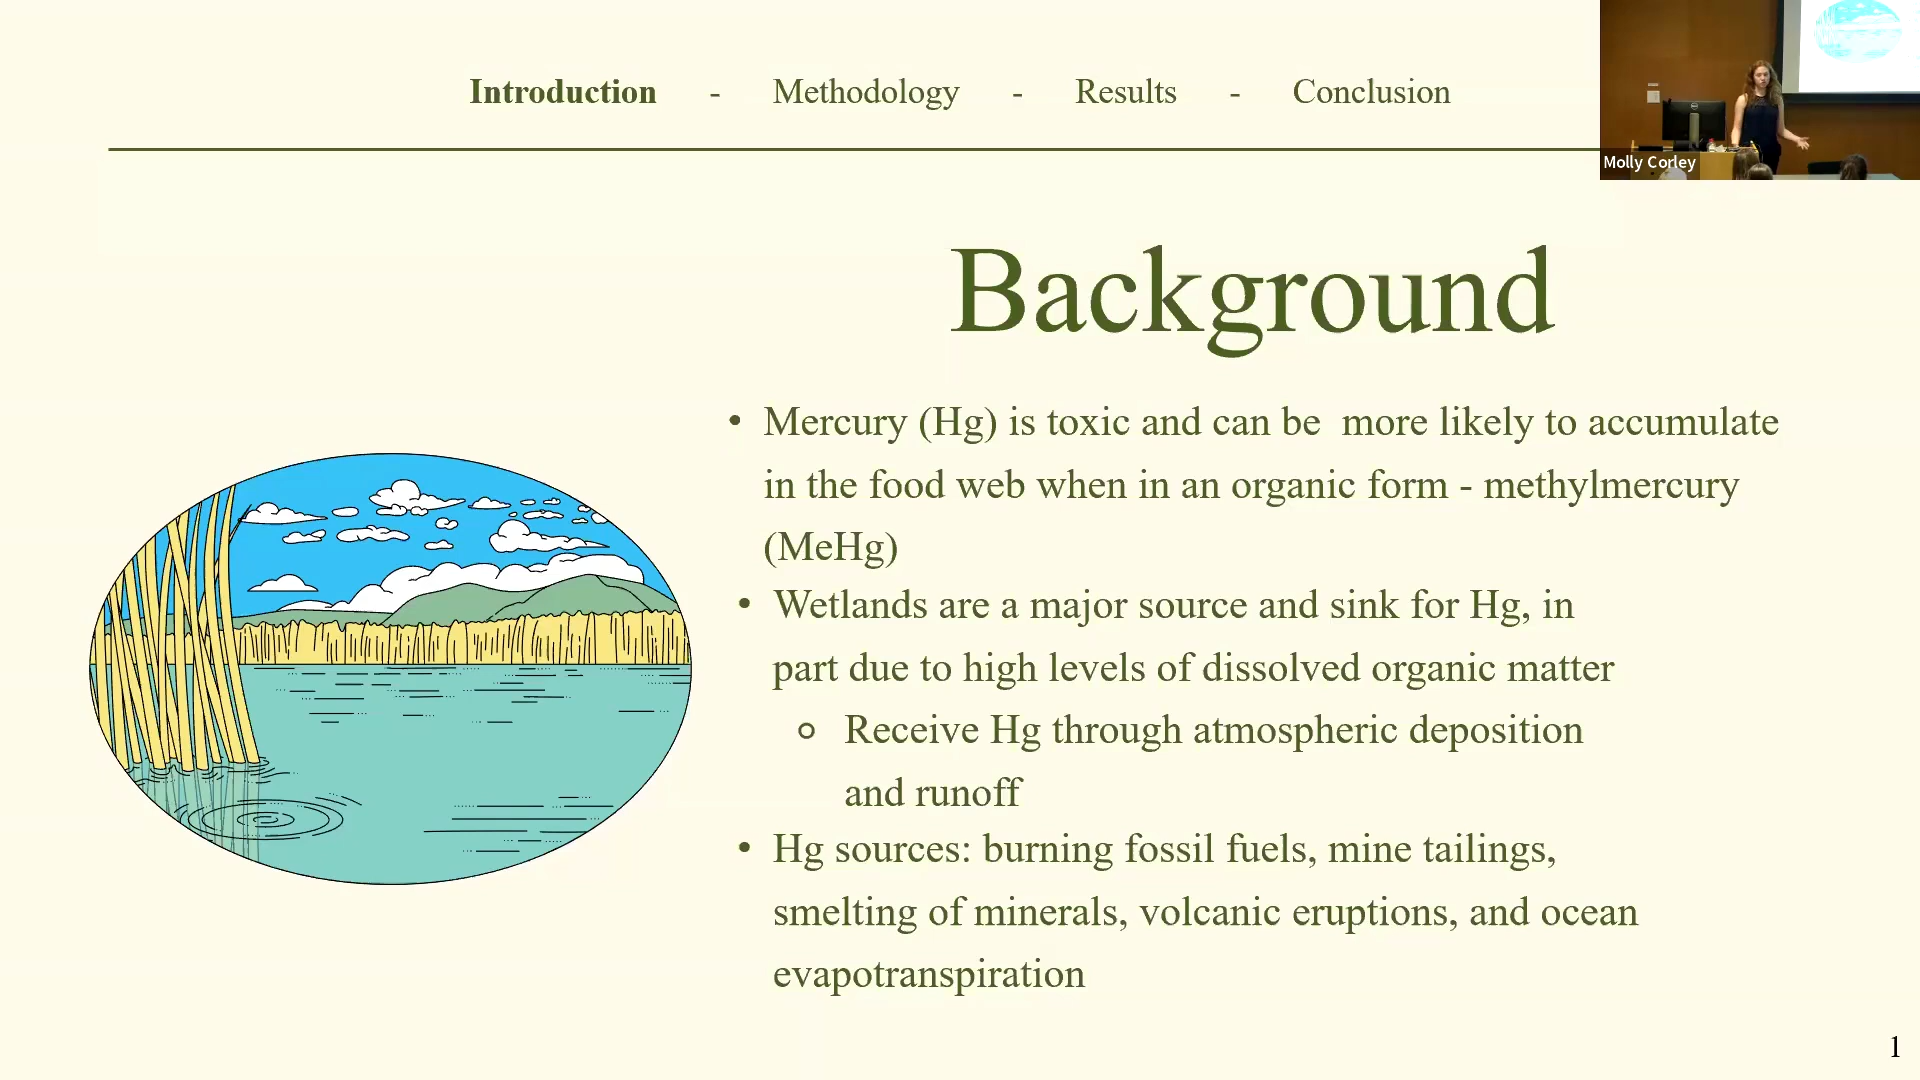 Introduction - Methodology - Results - Conclusion
Molly Corley
Background
• Mercury (Hg) is toxic and can be  more likely to accumulate
in the food web when in an organic form - methylmercury
(MeHg)
• Wetlands are a major source and sink for Hg, in
part due to high levels of dissolved organic matter
○ Receive Hg through atmospheric deposition
and runoff
• Hg sources: burning fossil fuels, mine tailings,
smelting of minerals, volcanic eruptions, and ocean
evapotranspiration
1